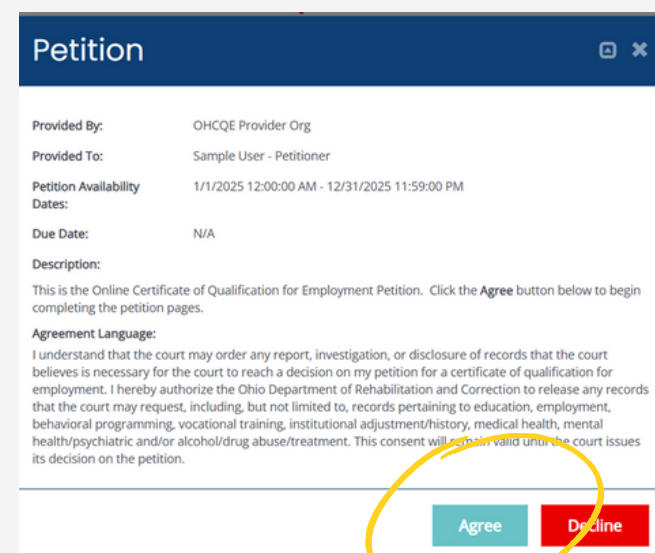 Petition
Provided By: OHCQE Provider Org
Provided To: Sample User - Petitioner
Petition Availability 1/1/2025 12:00:00 AM - 12/31/2025 11:59:00 PM
Dates:
Due Date: N/A
Description:
This is the Online Certificate of Qualification for Employment Petition. Click the Agree button below to begin
completing the petition pages.
Agreement Language:
I understand that the court may order any report, investigation, or disclosure of records that the court
believes is necessary for the court to reach a decision on my petition for a certificate of qualification for
employment. I hereby authorize the Ohio Department of Rehabilitation and Correction to release any records
that the court may request, including, but not limited to, records pertaining to education, employment,
behavioral programming, vocational training, institutional adjustment/history, medical health, mental
health/psychiatric and/or alcohol/drug abuse/treatment. This consent will remain valid until the court issues
its decision on the petition.
Agree Decline